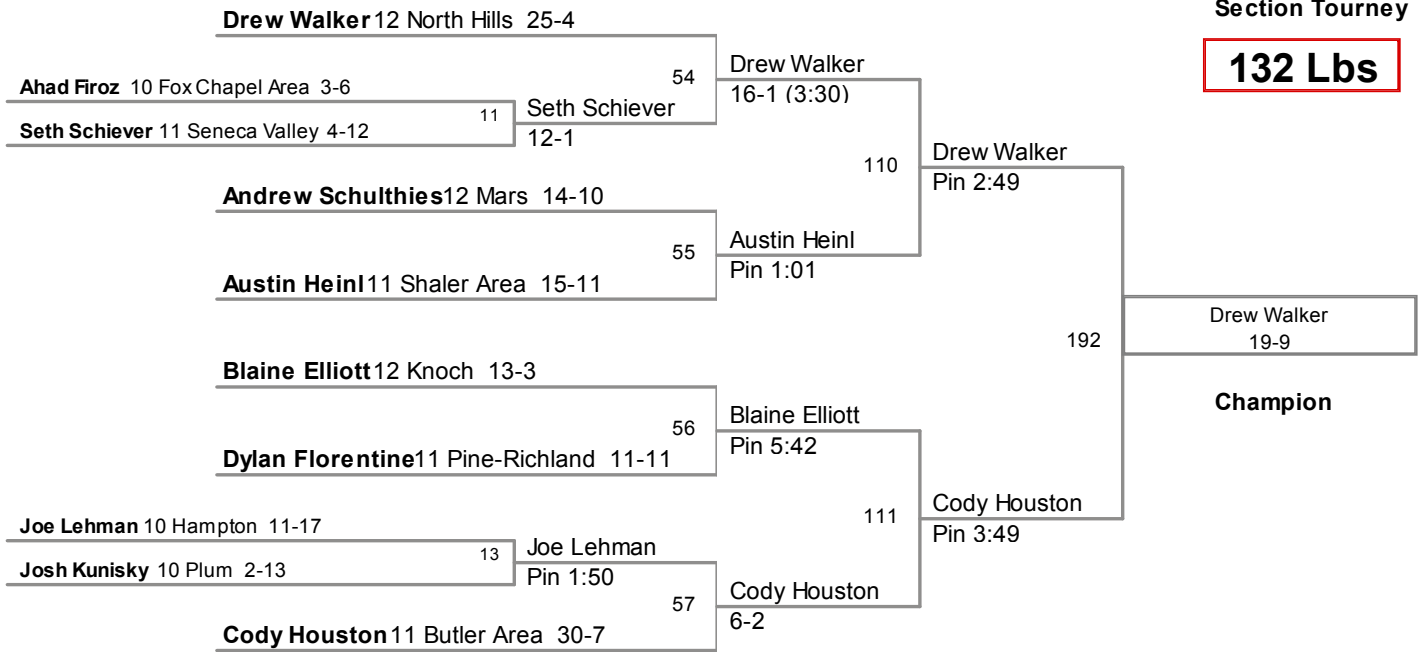 Section Tourney
132 Lbs
Drew Walker 12 North Hills 25-4
Ahad Firoz 10 Fox Chapel Area 3-6
Seth Schiever 11 Seneca Valley 4-12
11
Seth Schiever
12-1
54
Drew Walker
16-1 (3:30)
Andrew Schulthies 12 Mars 14-10
Austin Heinl 11 Shaler Area 15-11
55
Austin Heinl
Pin 1:01
110
Drew Walker
Pin 2:49
Blaine Elliott 12 Knoch 13-3
Dylan Florentine 11 Pine-Richland 11-11
56
Blaine Elliott
Pin 5:42
Joe Lehman 10 Hampton 11-17
Josh Kunisky 10 Plum 2-13
13
Joe Lehman
Pin 1:50
Cody Houston 11 Butler Area 30-7
57
Cody Houston
6-2
111
Cody Houston
Pin 3:49
192
Drew Walker
19-9
Champion